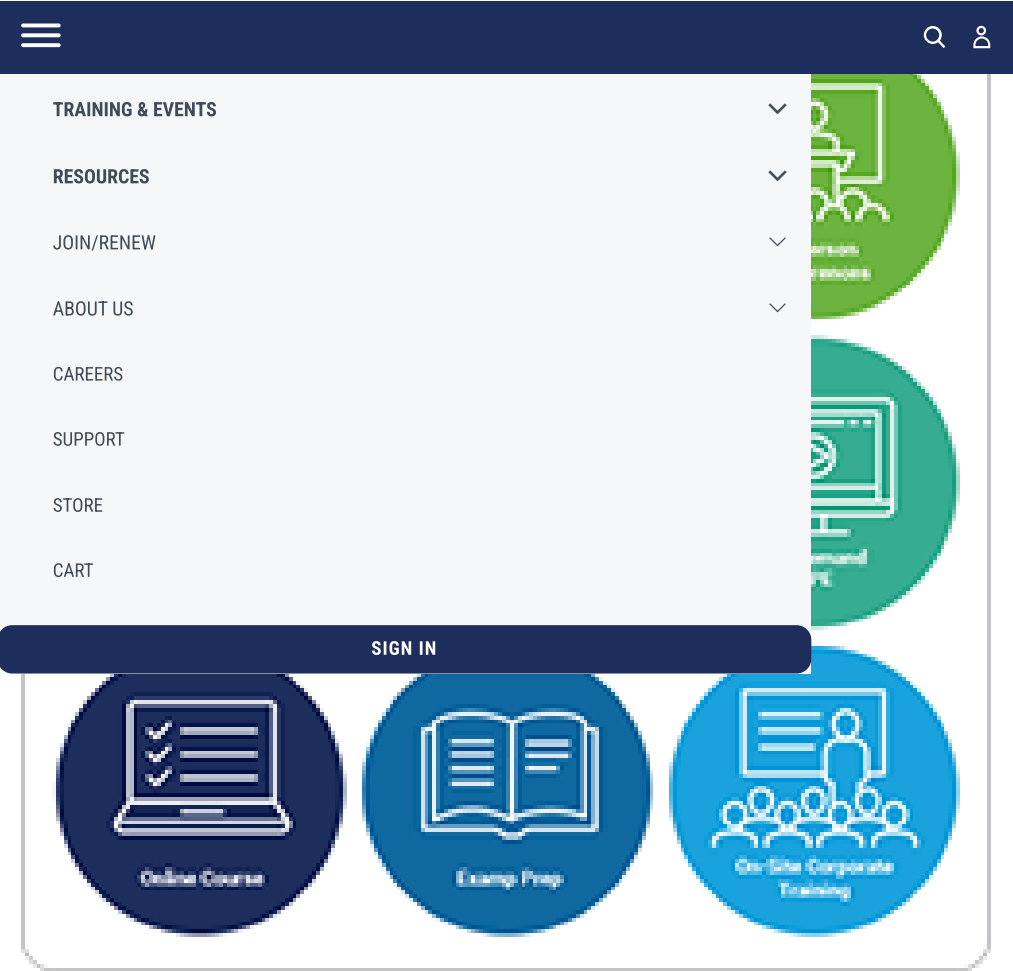 TRAINING & EVENTS
RESOURCES
JOIN/RENEW
ABOUT US
CAREERS
SUPPORT
STORE
CART
SIGN IN
Online Course
Examp Prep
On-Site Corporate
Training